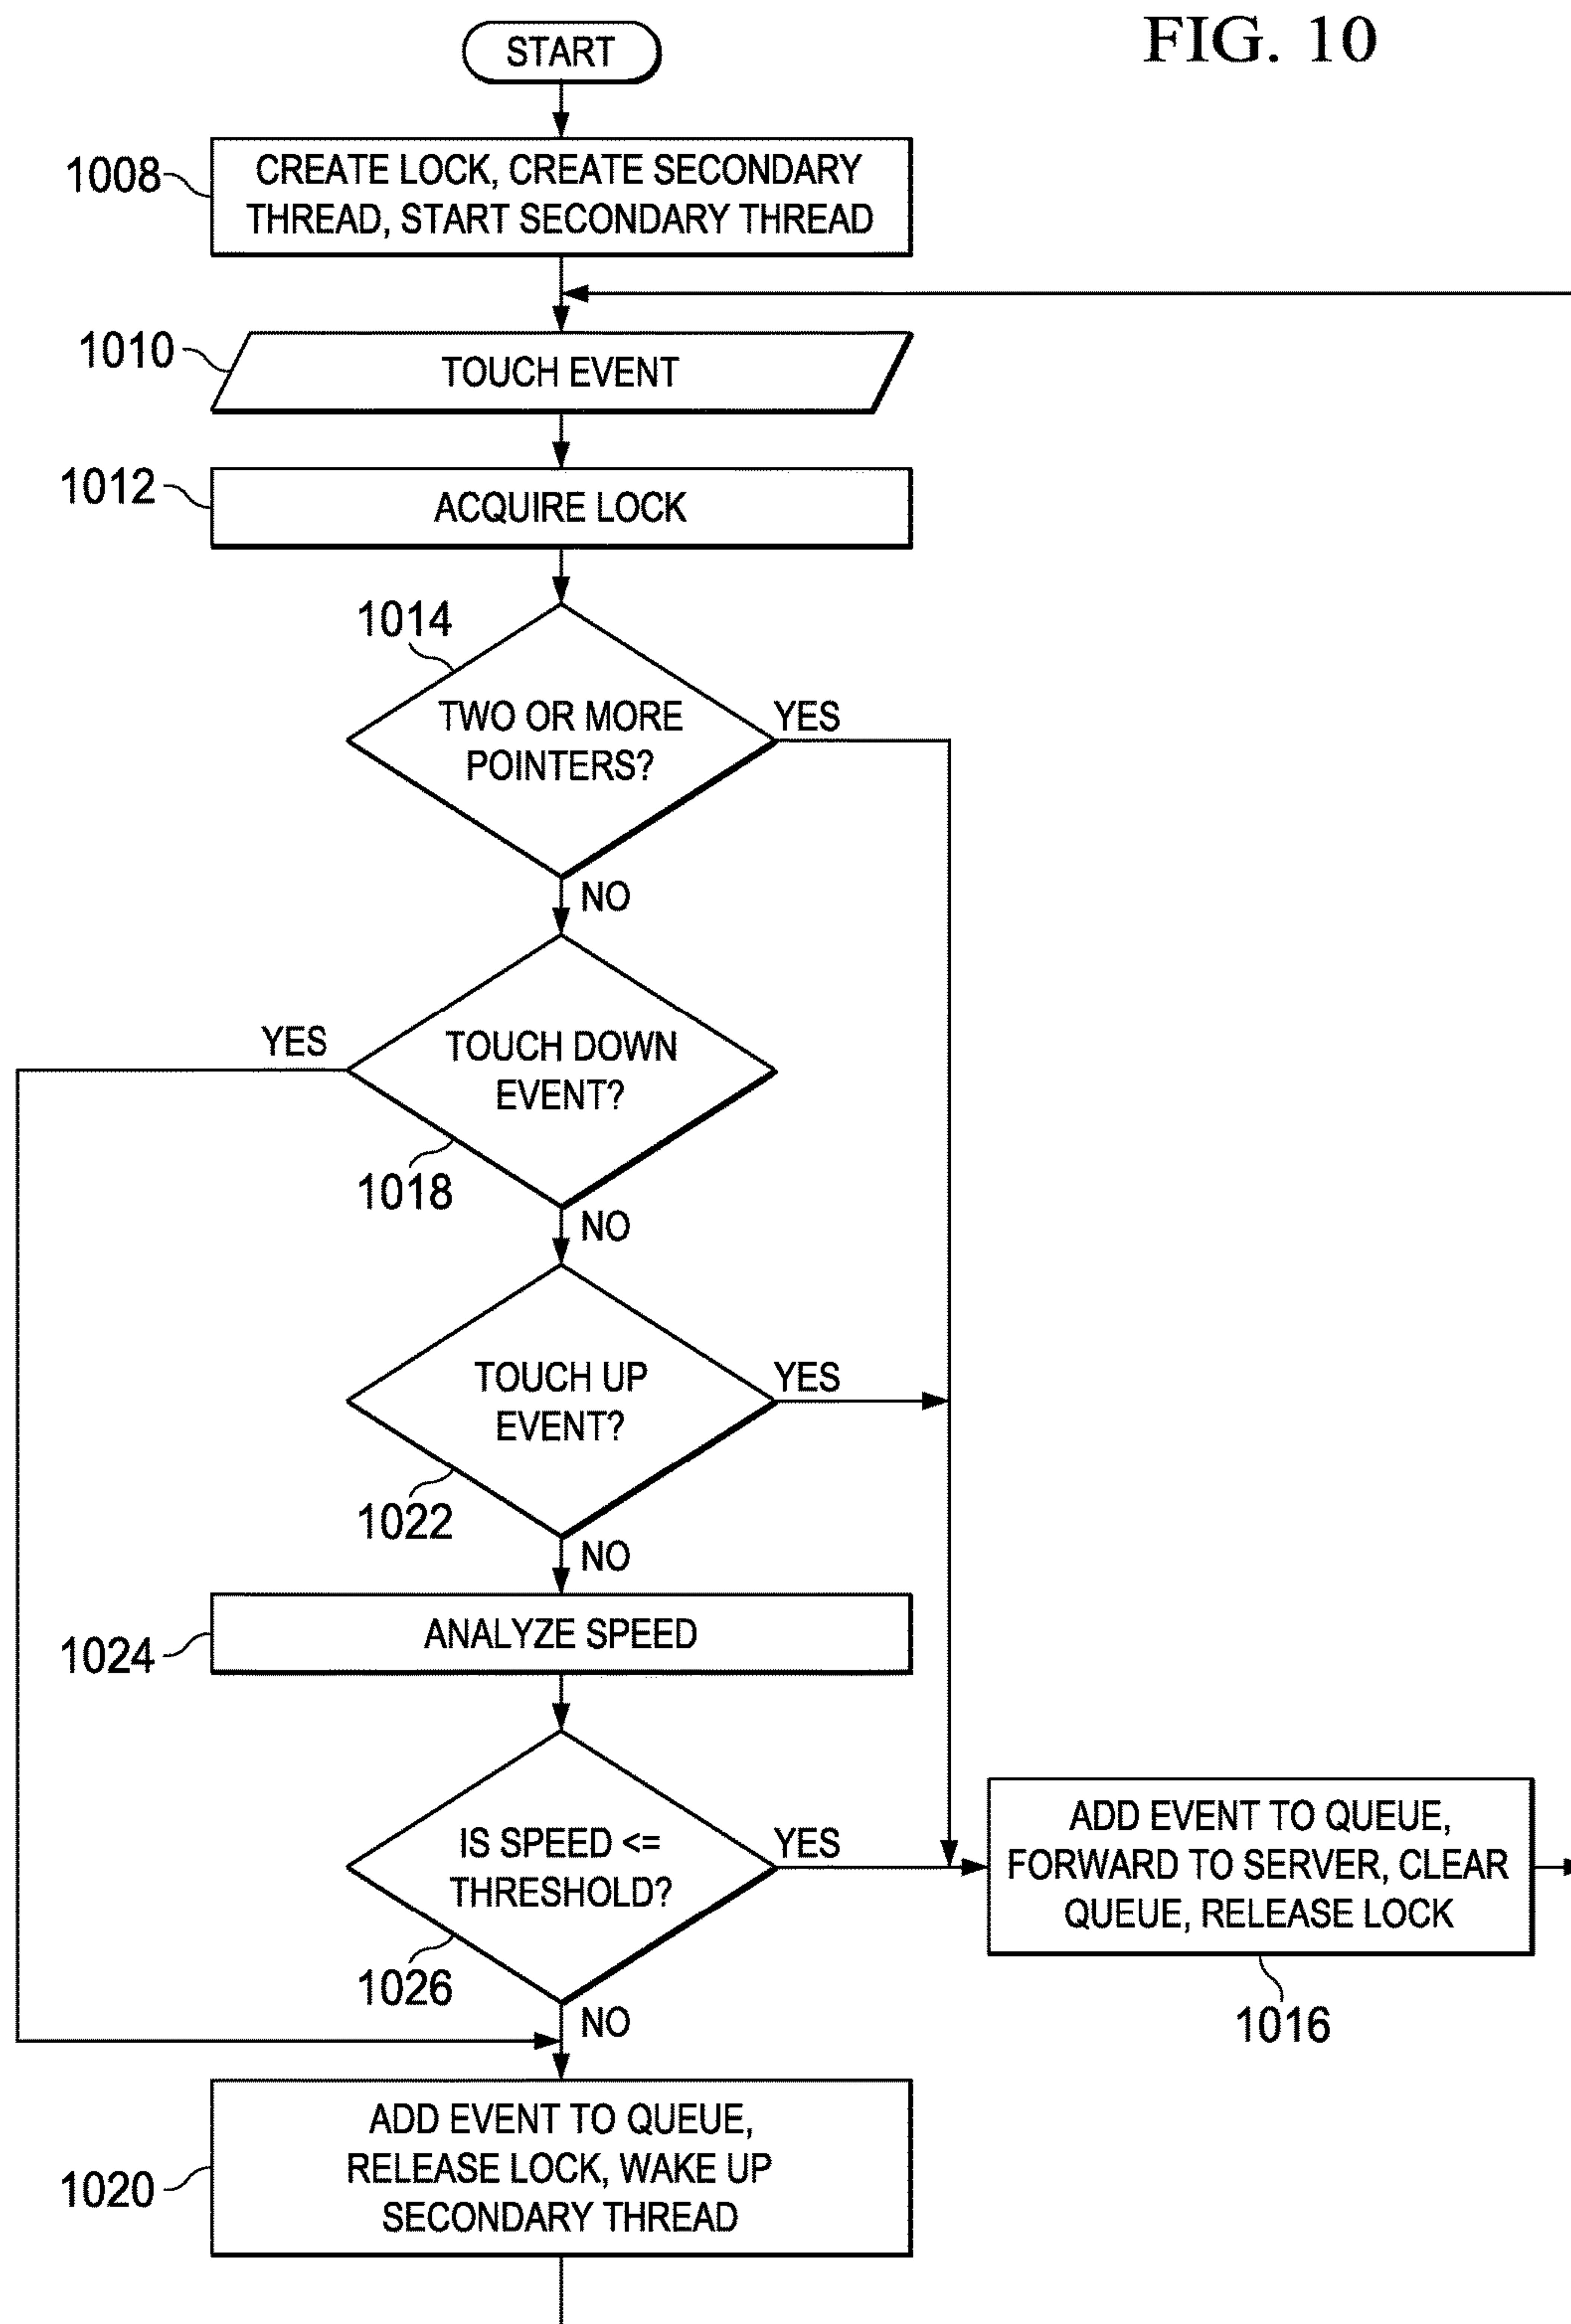 FIG. 10
START
1008
CREATE LOCK, CREATE SECONDARY
THREAD, START SECONDARY THREAD
1010
TOUCH EVENT
1012
ACQUIRE LOCK
1014
TWO OR MORE
POINTERS?
YES
NO
YES
TOUCH DOWN
EVENT?
1018
NO
TOUCH UP
EVENT?
YES
1022
NO
ANALYZE SPEED
1024
IS SPEED <=
THRESHOLD?
YES
1026
NO
ADD EVENT TO QUEUE,
FORWARD TO SERVER, CLEAR
QUEUE, RELEASE LOCK
1016
ADD EVENT TO QUEUE,
RELEASE LOCK, WAKE UP
SECONDARY THREAD
1020